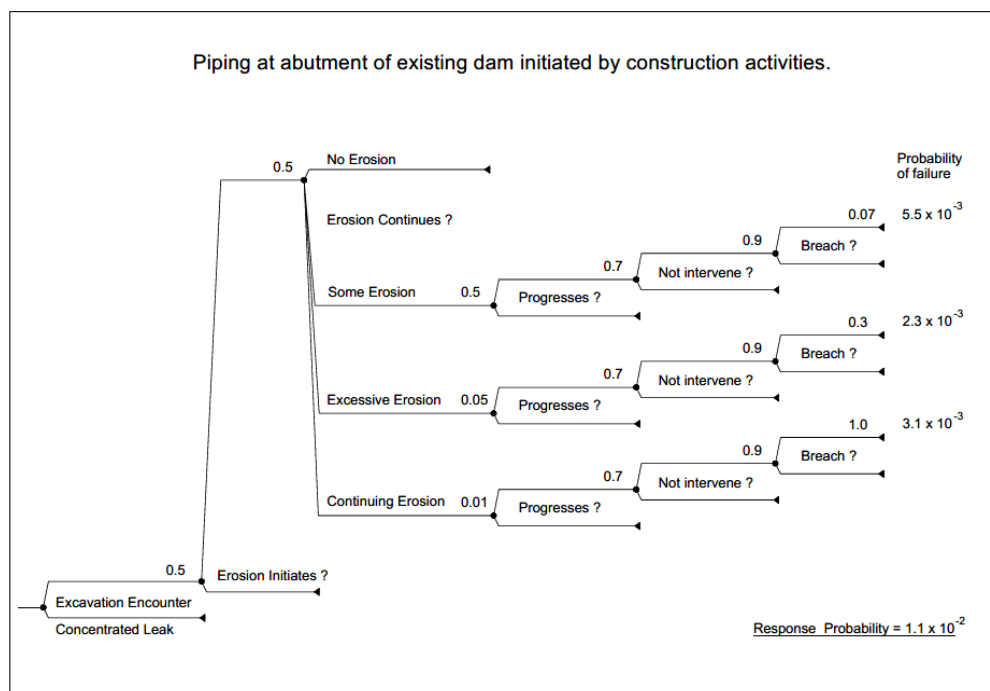 Piping at abutment of existing dam initiated by construction activities.
Probability
of failure
0.5
No Erosion
Erosion Continues ?
0.07
5.5 x 10^-3
0.9
Breach ?
0.7
Not intervene ?
Some Erosion
0.5
Progresses ?
0.3
2.3 x 10^-3
0.9
Breach ?
0.7
Not intervene ?
Excessive Erosion
0.05
Progresses ?
1.0
3.1 x 10^-3
0.9
Breach ?
0.7
Not intervene ?
Continuing Erosion
0.01
Progresses ?
0.5
Erosion Initiates ?
Excavation Encounter
Concentrated Leak
Response Probability = 1.1 x 10^-2